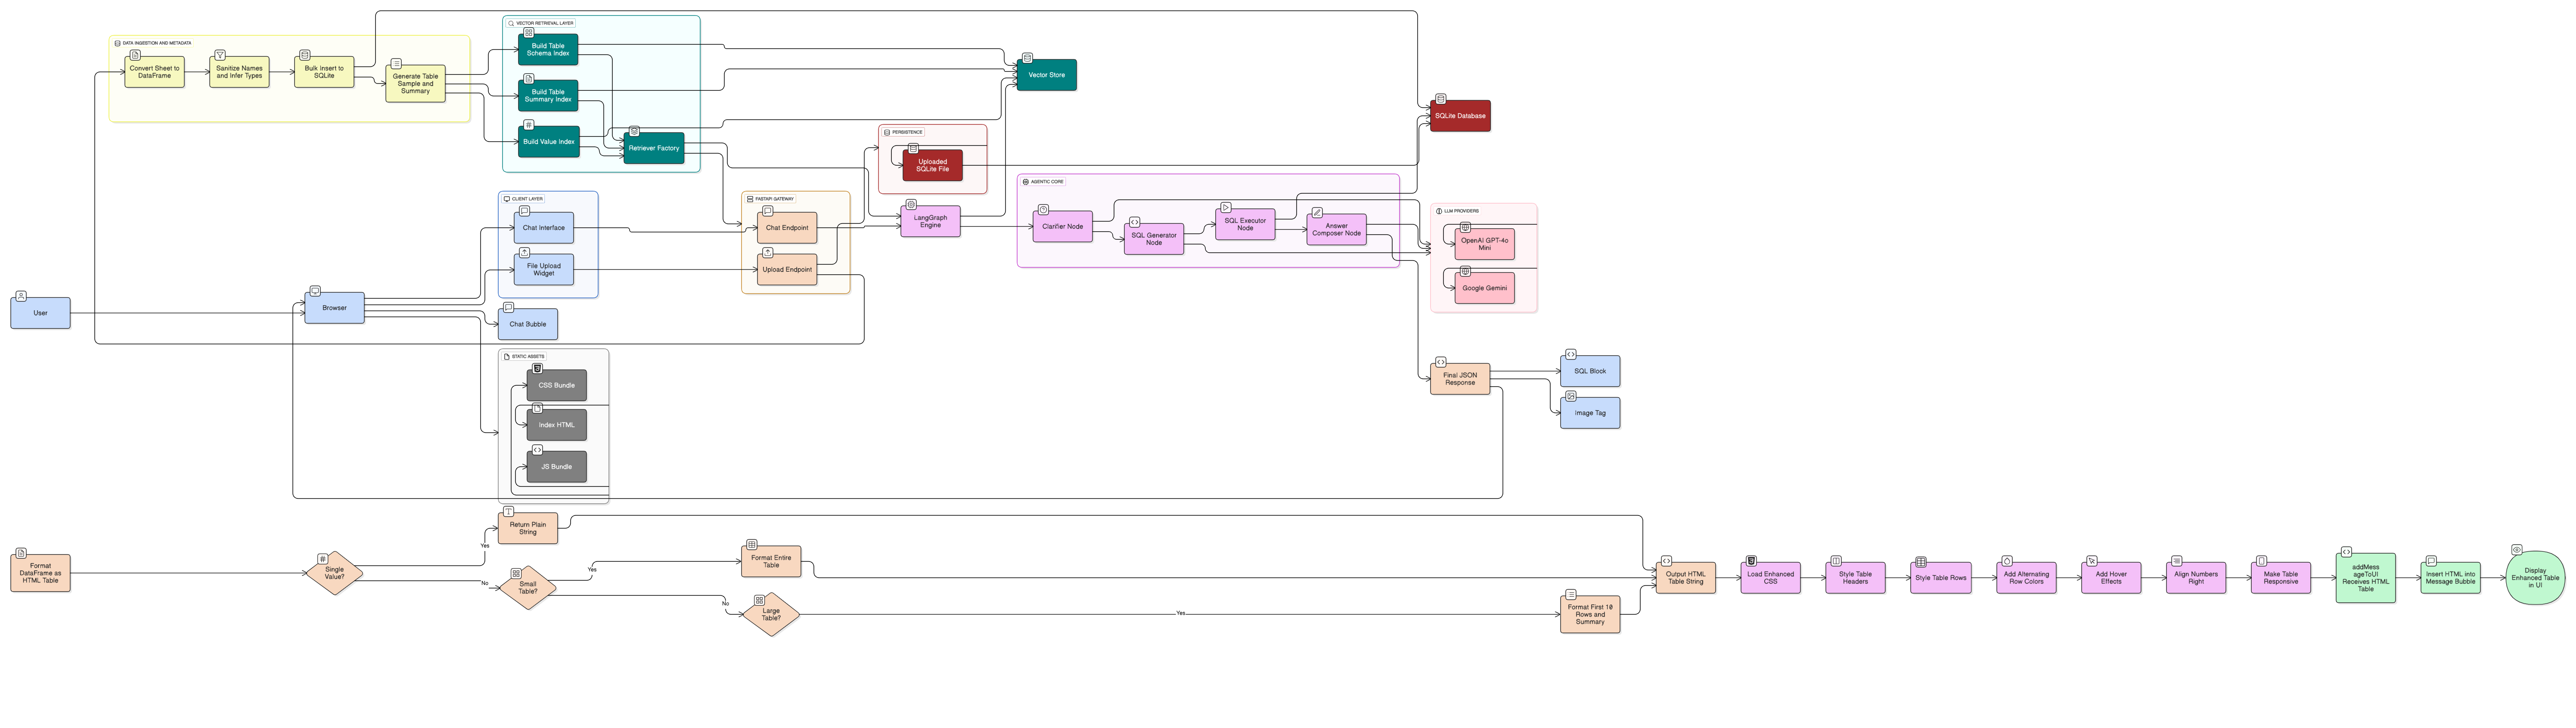 DATA INGESTION AND METADATA
Convert Sheet to
DataFrame
Sanitize Names
and Infer Types
Bulk Insert to
SQLite
Generate Table
Sample and
Summary
VECTOR RETRIEVAL LAYER
Build Table
Schema Index
Build Table
Summary Index
Build Value Index
Retriever Factory
Vector Store
SQLite Database
PERSISTENCE
Uploaded
SQLite File
CLIENT LAYER
Chat Interface
File Upload
Widget
FASTAPI GATEWAY
Chat Endpoint
Upload Endpoint
LangGraph
Engine
AGENTIC CORE
Clarifier Node
SQL Generator
Node
SQL Executor
Node
Answer
Composer Node
LLM PROVIDERS
OpenAI GPT-4o
Mini
Google Gemini
User
Browser
Chat Bubble
STATIC ASSETS
CSS Bundle
Index HTML
JS Bundle
Final JSON
Response
SQL Block
Image Tag
Format
DataFrame as
HTML Table
Single
Value?
Yes
No
Return Plain
String
Small
Table?
Yes
No
Format Entire
Table
Large
Table?
Yes
Format First 10
Rows and
Summary
Output HTML
Table String
Load Enhanced
CSS
Style Table
Headers
Style Table Rows
Add Alternating
Row Colors
Add Hover
Effects
Align Numbers
Right
Make Table
Responsive
addMess
ageToUI
Receives HTML
Table
Insert HTML into
Message Bubble
Display
Enhanced Table
in UI